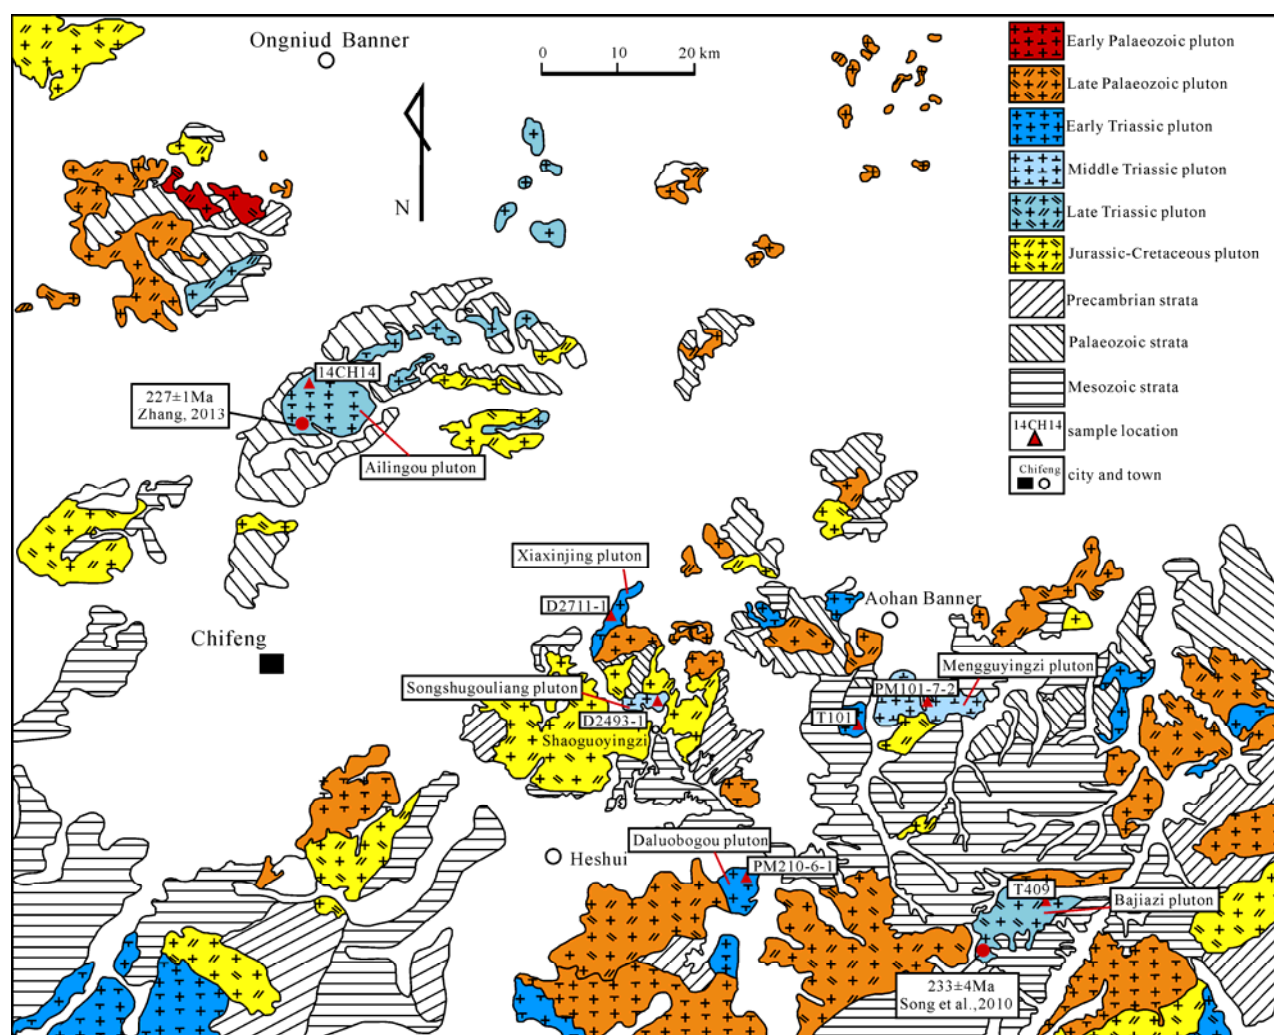 Ongniud Banner
0 10 20 km
N
Early Palaeozoic pluton
Late Palaeozoic pluton
Early Triassic pluton
Middle Triassic pluton
Late Triassic pluton
Jurassic-Cretaceous pluton
Precambrian strata
Palaeozoic strata
Mesozoic strata
14CH14
sample location
Chifeng
city and town
14CH14
227±1Ma
Zhang, 2013
Ailingou pluton
Xiaxinjing pluton
D2711-1
Aohan Banner
Chifeng
Mengguyingzi pluton
Songshugouliang pluton
PM101-7-2
D2493-1
T101
Shaoguoyingzi
Daluobogou pluton
Heshui
PM210-6-1
T409
Bajiazi pluton
233±4Ma
Song et al.,2010